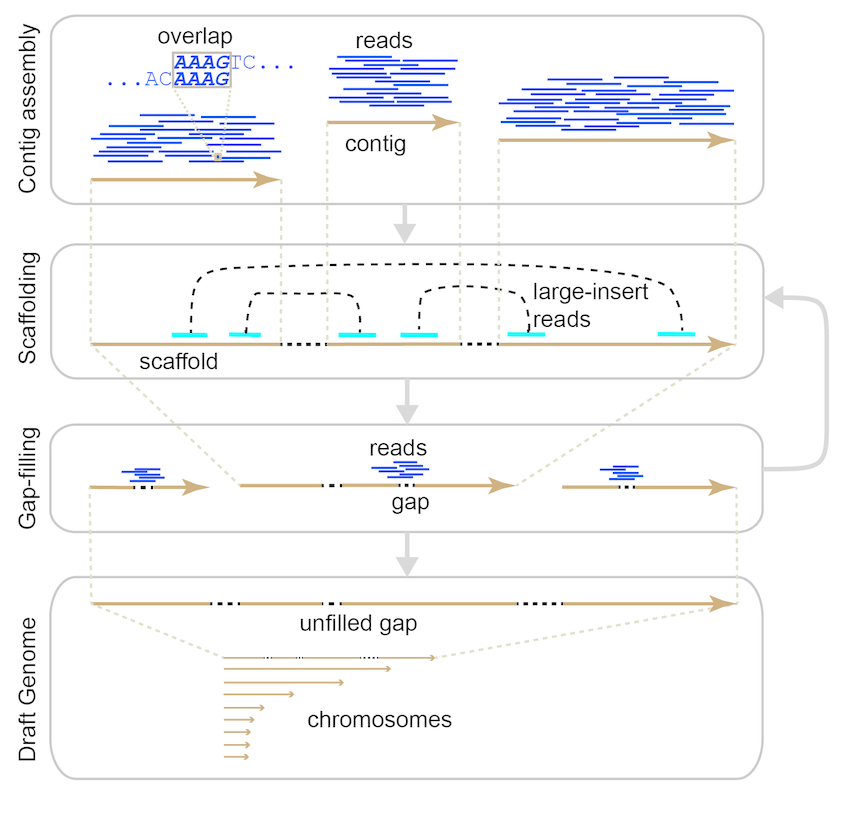 Contig assembly
overlap
AAAGTC...
...ACAAAG
reads
contig
Scaffolding
large-insert
reads
scaffold
Gap-filling
reads
gap
Draft Genome
unfilled gap
chromosomes